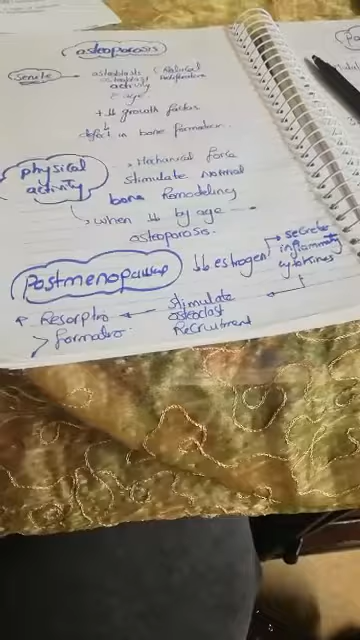 osteoporosis
Senile
osteoblasts
activity
e age
+ ↓↓ growth factors
↓
defect in bone formation.
physical
activity
> Mechanical force
Stimulate normal
bone Remodeling
> when ↓↓ by age
osteoporosis.
Postmenopausal
↓↓ estrogen → secrete
inflammatory
cytokines
↑ Resorption ← Stimulate
osteoclast
Recruitment
> formation